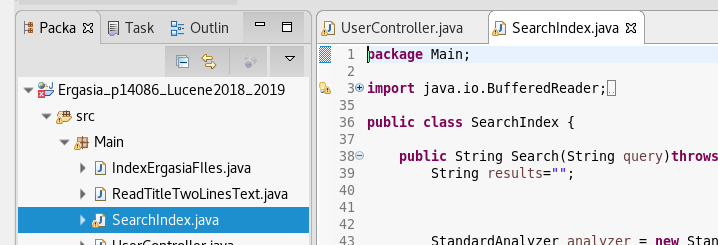 Packa Task Outlin
Ergasia_p14086_Lucene2018_2019
src
Main
IndexErgasiaFIles.java
ReadTitleTwoLinesText.java
SearchIndex.java
UserController.java
UserController.java SearchIndex.java
1 package Main;
2
3 import java.io.BufferedReader;
35
36 public class SearchIndex {
37
38 public String Search(String query)throws
39 String results="";
40
41
42
43 StandardAnalyzer analyzer = new Stan